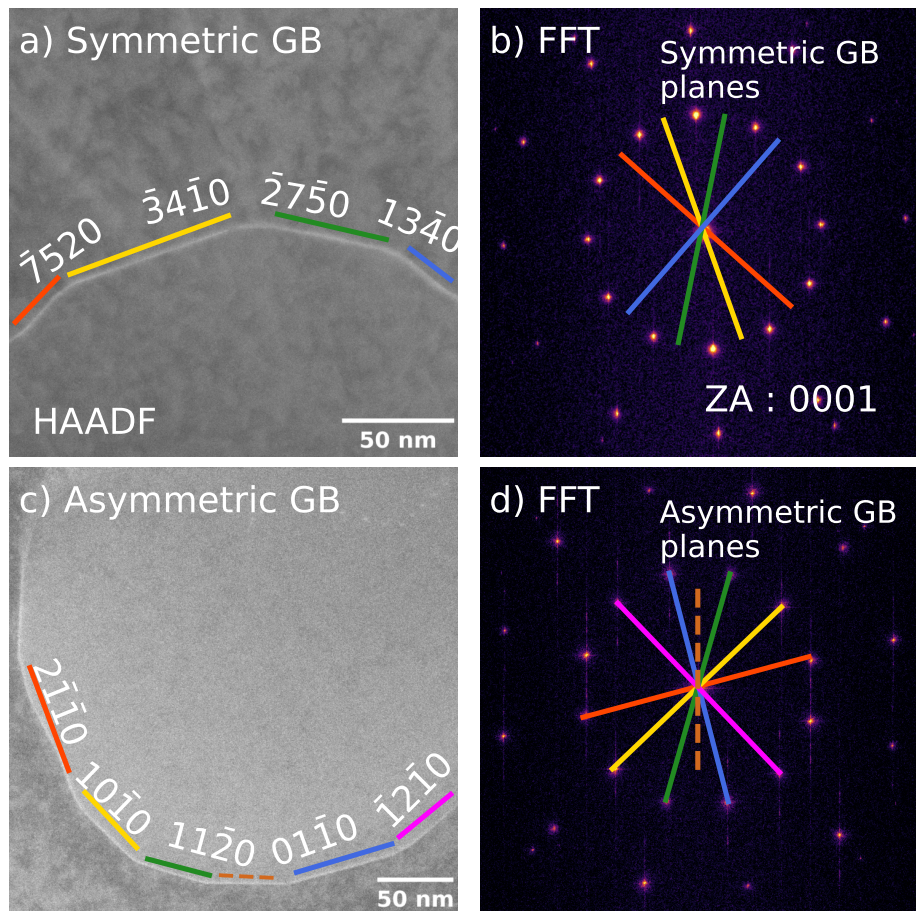 a) Symmetric GB
7̄520
3̄41̄0
2̄75̄0
134̄0
HAADF
50 nm
b) FFT
Symmetric GB
planes
ZA : 0001
c) Asymmetric GB
21̄1̄0
101̄0
112̄0
011̄0
1̄21̄0
50 nm
d) FFT
Asymmetric GB
planes